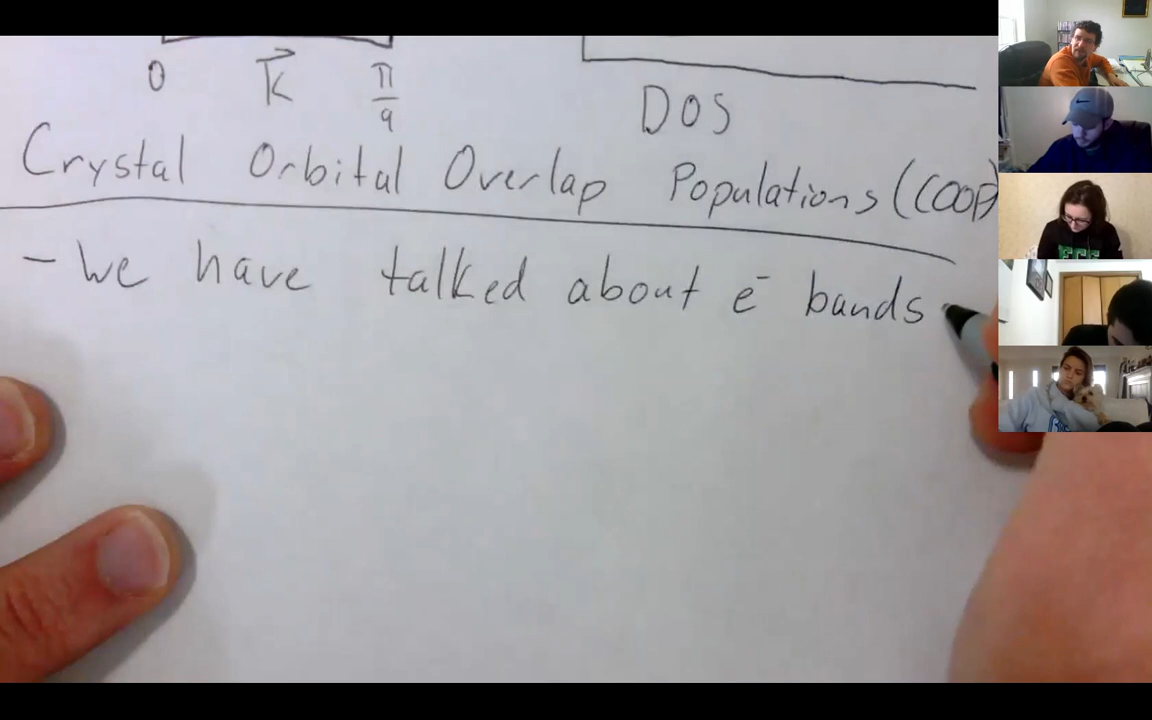 0 k⃗ π/a
DOS
Crystal Orbital Overlap Populations (COOP)
- We have talked about e⁻ bands